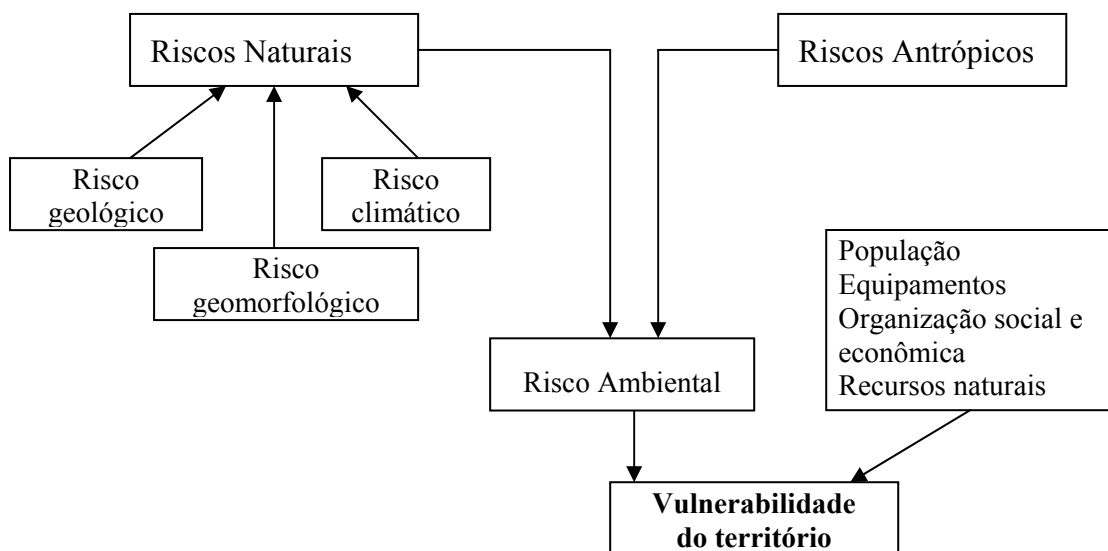 Riscos Naturais
Riscos Antrópicos
Risco
geológico
Risco
climático
Risco
geomorfológico
População
Equipamentos
Organização social e
econômica
Recursos naturais
Risco Ambiental
Vulnerabilidade
do território